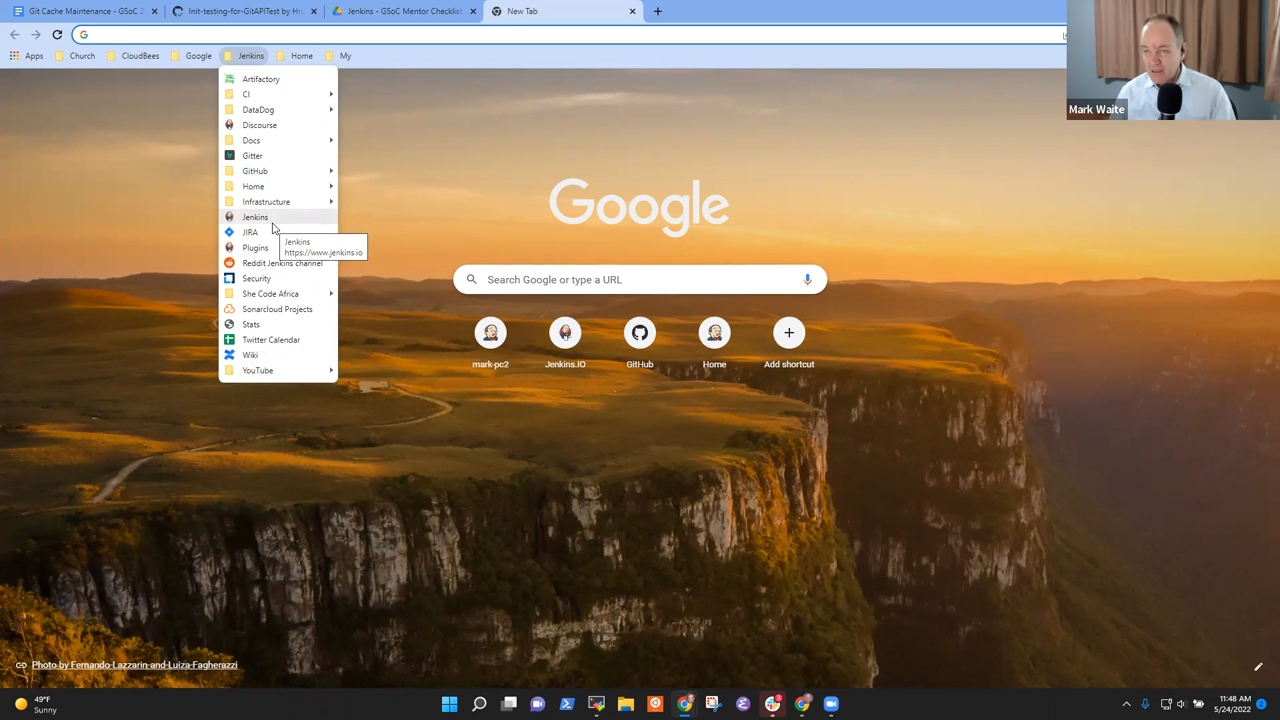 Git Cache Maintenance - GSoC 2
Init-testing-for-GitAPITest by Hru
Jenkins - GSoC Mentor Checklist
New Tab
Apps
Church
CloudBees
Google
Jenkins
Home
My
Mark Waite
Artifactory
CI
DataDog
Discourse
Docs
Gitter
GitHub
Home
Infrastructure
Jenkins
JIRA
Plugins
Jenkins
https://www.jenkins.io
Reddit Jenkins channel
Security
She Code Africa
Sonarcloud Projects
Stats
Twitter Calendar
Wiki
YouTube
Google
Search Google or type a URL
mark-pc2
Jenkins.IO
GitHub
Home
Add shortcut
Photo by Fernando-Lazzarin-and-Luiza-Fagherazzi
49°F
Sunny
11:48 AM
5/24/2022